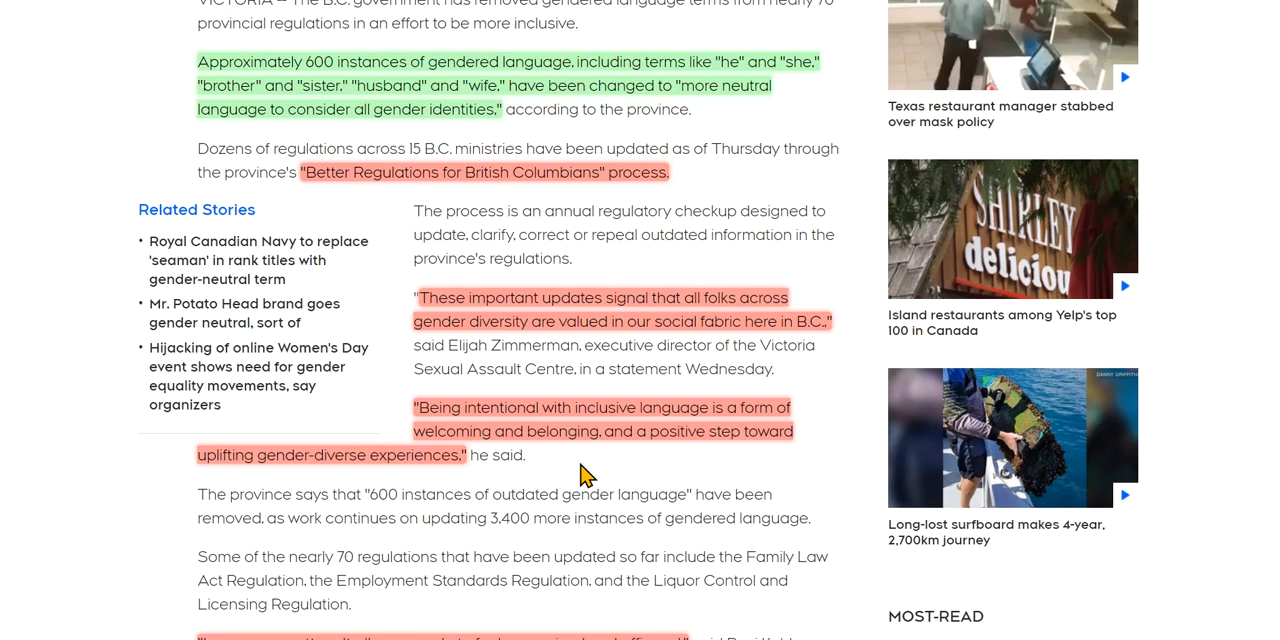 VICTORIA -- The B.C. government has removed gendered language terms from nearly 70
provincial regulations in an effort to be more inclusive.
Approximately 600 instances of gendered language, including terms like "he" and "she,"
"brother" and "sister," "husband" and "wife," have been changed to "more neutral
language to consider all gender identities," according to the province.
Dozens of regulations across 15 B.C. ministries have been updated as of Thursday through
the province's "Better Regulations for British Columbians" process.
Related Stories
• Royal Canadian Navy to replace
'seaman' in rank titles with
gender-neutral term
• Mr. Potato Head brand goes
gender neutral, sort of
• Hijacking of online Women's Day
event shows need for gender
equality movements, say
organizers
The process is an annual regulatory checkup designed to
update, clarify, correct or repeal outdated information in the
province's regulations.
"These important updates signal that all folks across
gender diversity are valued in our social fabric here in B.C.,"
said Elijah Zimmerman, executive director of the Victoria
Sexual Assault Centre, in a statement Wednesday.
"Being intentional with inclusive language is a form of
welcoming and belonging, and a positive step toward
uplifting gender-diverse experiences," he said.
The province says that "600 instances of outdated gender language" have been
removed, as work continues on updating 3,400 more instances of gendered language.
Some of the nearly 70 regulations that have been updated so far include the Family Law
Act Regulation, the Employment Standards Regulation, and the Liquor Control and
Licensing Regulation.
Texas restaurant manager stabbed
over mask policy
SHIRLEY
delicious
Island restaurants among Yelp's top
100 in Canada
DANNY GRIFFITHS
Long-lost surfboard makes 4-year,
2,700km journey
MOST-READ